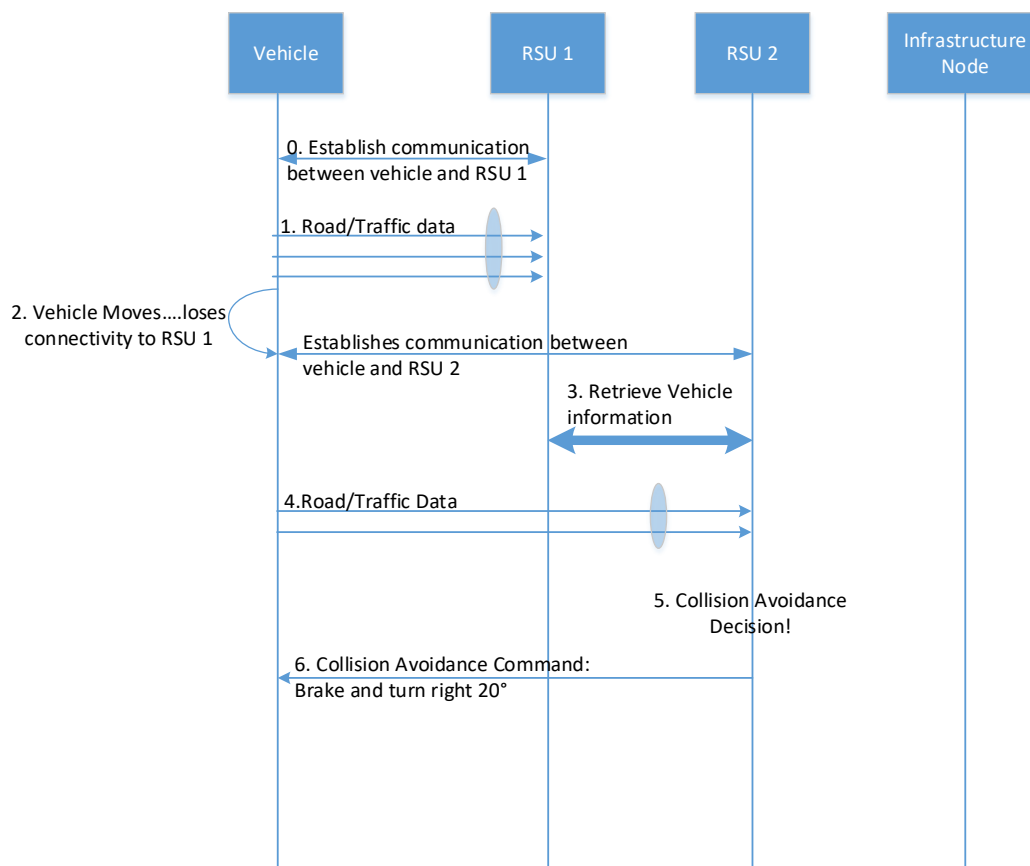 Vehicle
RSU 1
RSU 2
Infrastructure
Node
0. Establish communication
between vehicle and RSU 1
1. Road/Traffic data
2. Vehicle Moves....loses
connectivity to RSU 1
Establishes communication between
vehicle and RSU 2
3. Retrieve Vehicle
information
4.Road/Traffic Data
5. Collision Avoidance
Decision!
6. Collision Avoidance Command:
Brake and turn right 20°